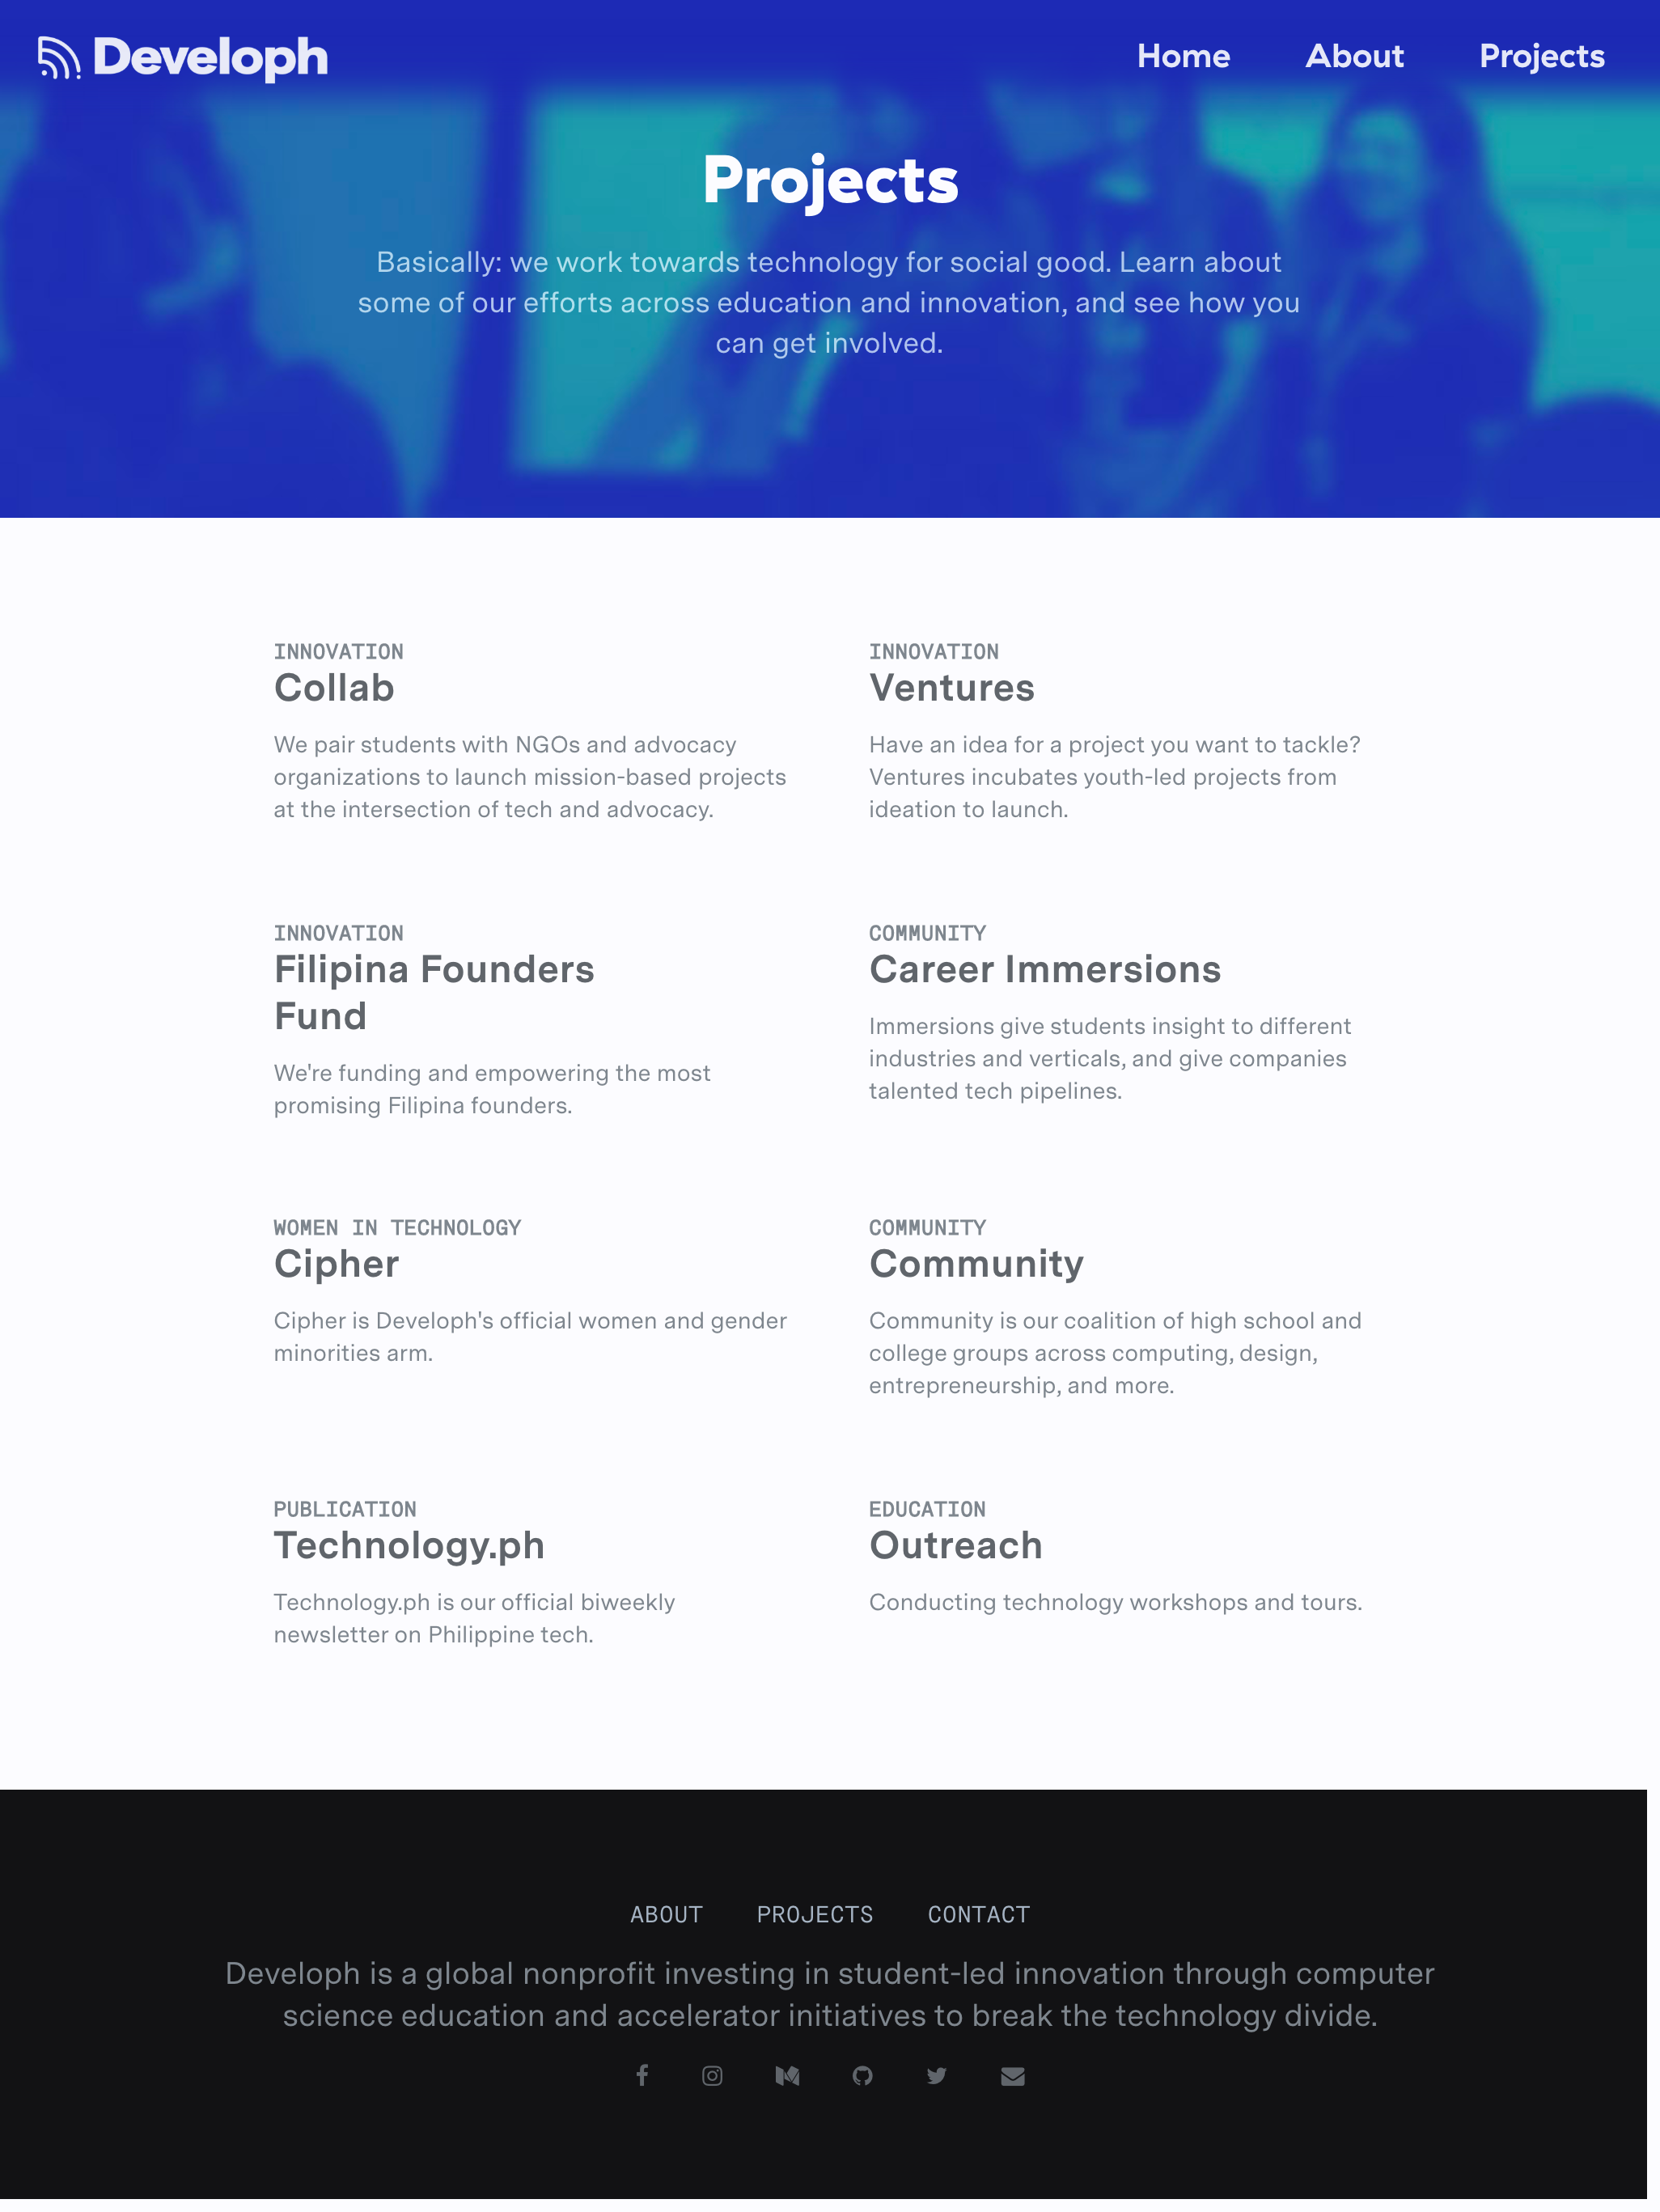 Developh
Home About Projects
Projects
Basically: we work towards technology for social good. Learn about
some of our efforts across education and innovation, and see how you
can get involved.
INNOVATION
Collab
We pair students with NGOs and advocacy
organizations to launch mission-based projects
at the intersection of tech and advocacy.
INNOVATION
Ventures
Have an idea for a project you want to tackle?
Ventures incubates youth-led projects from
ideation to launch.
INNOVATION
Filipina Founders
Fund
We're funding and empowering the most
promising Filipina founders.
COMMUNITY
Career Immersions
Immersions give students insight to different
industries and verticals, and give companies
talented tech pipelines.
WOMEN IN TECHNOLOGY
Cipher
Cipher is Developh's official women and gender
minorities arm.
COMMUNITY
Community
Community is our coalition of high school and
college groups across computing, design,
entrepreneurship, and more.
PUBLICATION
Technology.ph
Technology.ph is our official biweekly
newsletter on Philippine tech.
EDUCATION
Outreach
Conducting technology workshops and tours.
ABOUT PROJECTS CONTACT
Developh is a global nonprofit investing in student-led innovation through computer
science education and accelerator initiatives to break the technology divide.